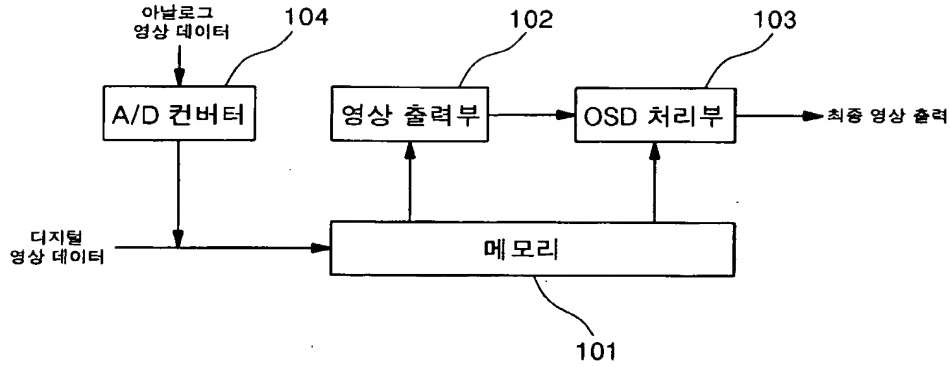 아날로그
영상 데이터
104
102
103
A/D 컨버터
영상 출력부
OSD 처리부
최종 영상 출력
디지털
영상 데이터
메모리
101